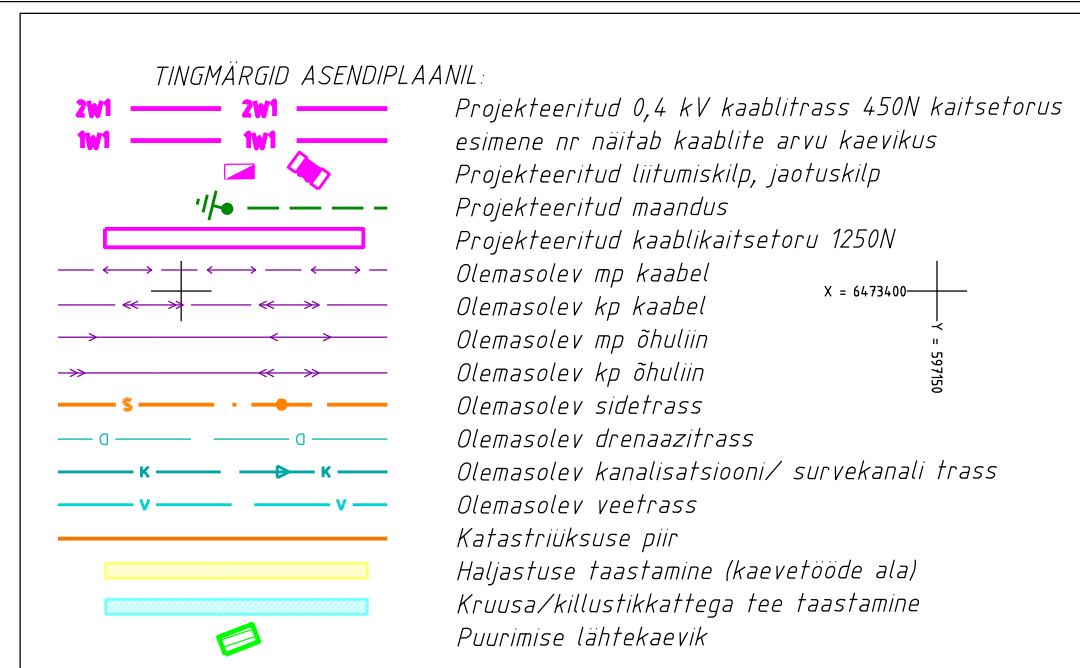 TINGMÄRGID ASENDIPLAANIL:
2W1 2W1 Projekteeritud 0,4 kV kaablitrass 450N kaitsetorus
1W1 1W1 esimene nr näitab kaablite arvu kaevikus
Projekteeritud liitumiskilp, jaotuskilp
Projekteeritud maandus
Projekteeritud kaablikaitsetoru 1250N
Olemasolev mp kaabel
X = 6473400
Olemasolev kp kaabel
Olemasolev mp õhuliin
Y = 597150
Olemasolev kp õhuliin
S Olemasolev sidetrass
D D Olemasolev drenaazitrass
K K Olemasolev kanalisatsiooni/ survekanali trass
V V Olemasolev veetrass
Katastriüksuse piir
Haljastuse taastamine (kaevetööde ala)
Kruusa/killustikkattega tee taastamine
Puurimise lähtekaevik